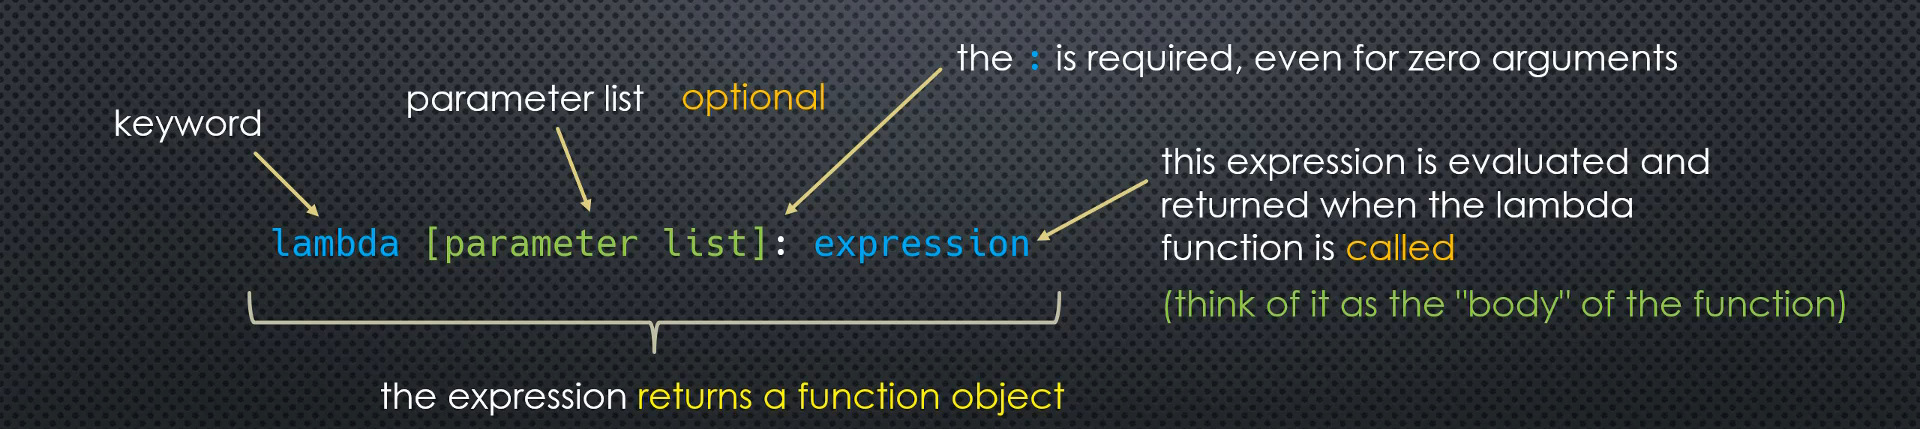 the : is required, even for zero arguments
parameter list optional
keyword
this expression is evaluated and
returned when the lambda
function is called
lambda [parameter list]: expression
(think of it as the "body" of the function)
the expression returns a function object